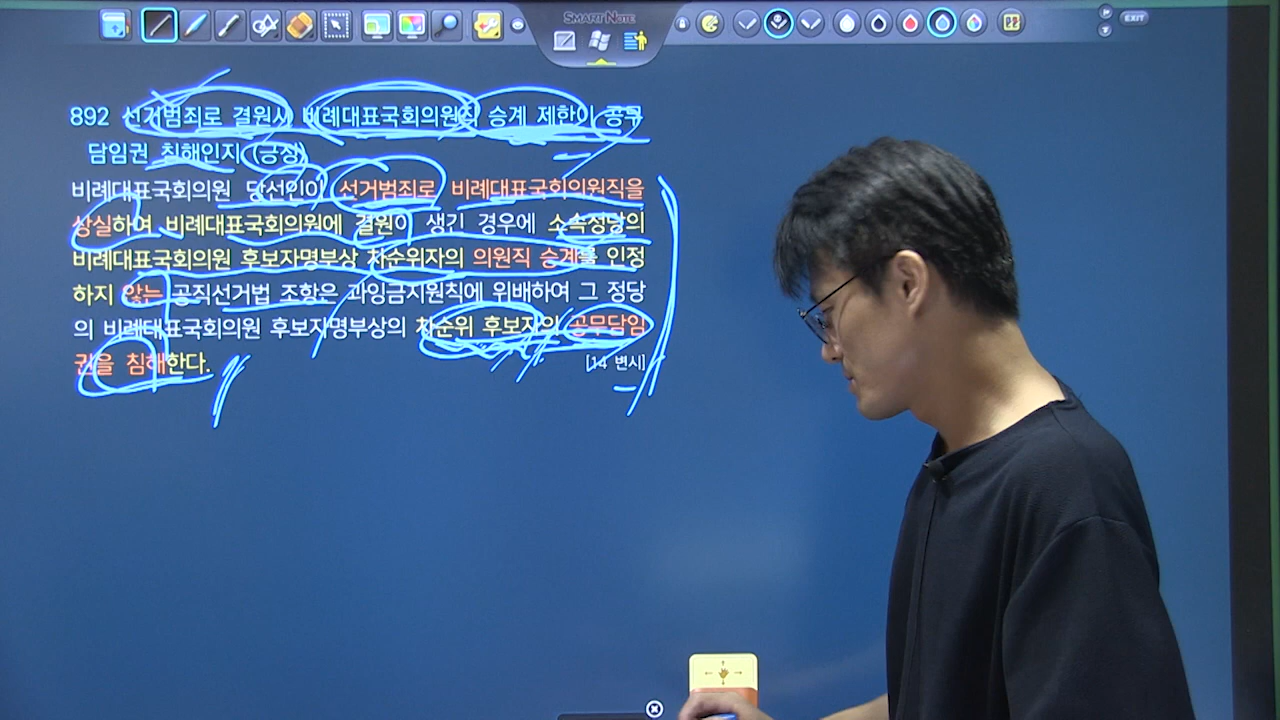 SMART NOTE
EXIT
892 선거범죄로 결원시 비례대표국회의원직 승계 제한이 공무
담임권 침해인지 (긍정)
비례대표국회의원 당선인이 선거범죄로 비례대표국회의원직을
상실하여 비례대표국회의원에 결원이 생긴 경우에 소속정당의
비례대표국회의원 후보자명부상 차순위자의 의원직 승계를 인정
하지 않는 공직선거법 조항은 과잉금지원칙에 위배하여 그 정당
의 비례대표국회의원 후보자명부상의 차순위 후보자의 공무담임
권을 침해한다.
[14 변시]